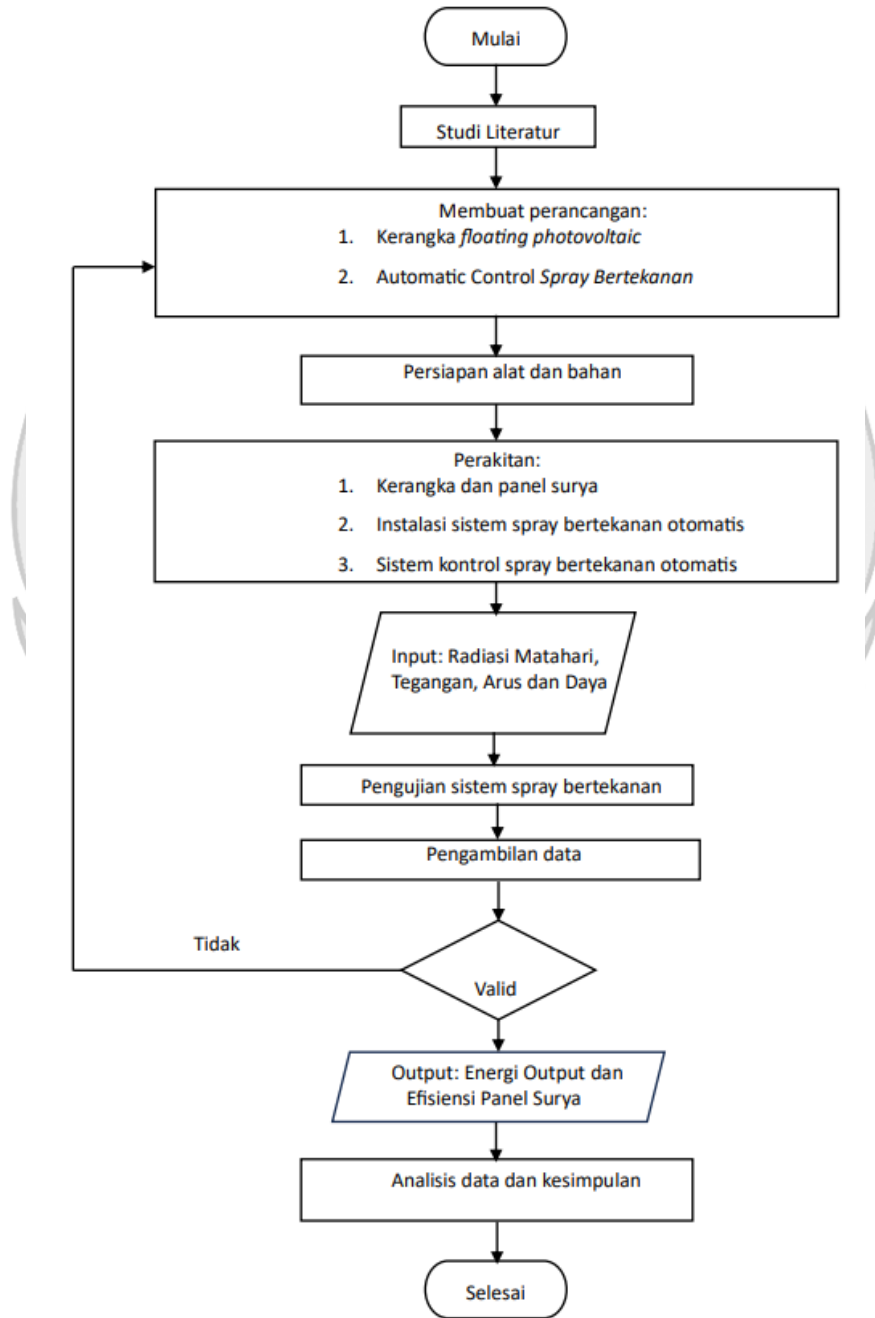 Mulai
Studi Literatur
Membuat perancangan:
1. Kerangka floating photovoltaic
2. Automatic Control Spray Bertekanan
Persiapan alat dan bahan
Perakitan:
1. Kerangka dan panel surya
2. Instalasi sistem spray bertekanan otomatis
3. Sistem kontrol spray bertekanan otomatis
Input: Radiasi Matahari,
Tegangan, Arus dan Daya
Pengujian sistem spray bertekanan
Pengambilan data
Tidak
Valid
Output: Energi Output dan
Efisiensi Panel Surya
Analisis data dan kesimpulan
Selesai